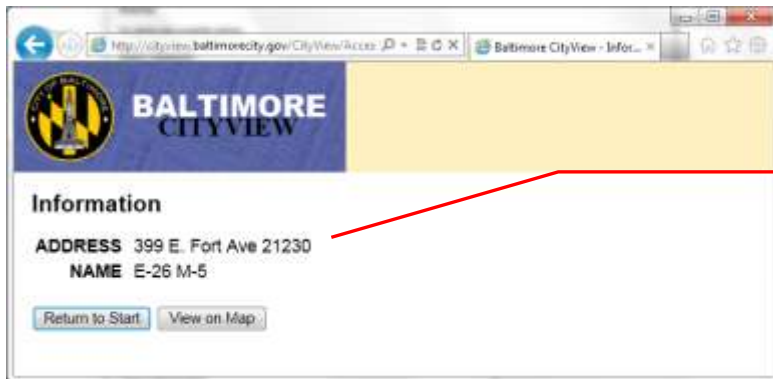 http://cityview.baltimorecity.gov/CityView/Acces
Baltimore CityView - Infor...
BALTIMORE
CITYVIEW
Information
ADDRESS 399 E. Fort Ave 21230
NAME E-26 M-5
Return to Start View on Map